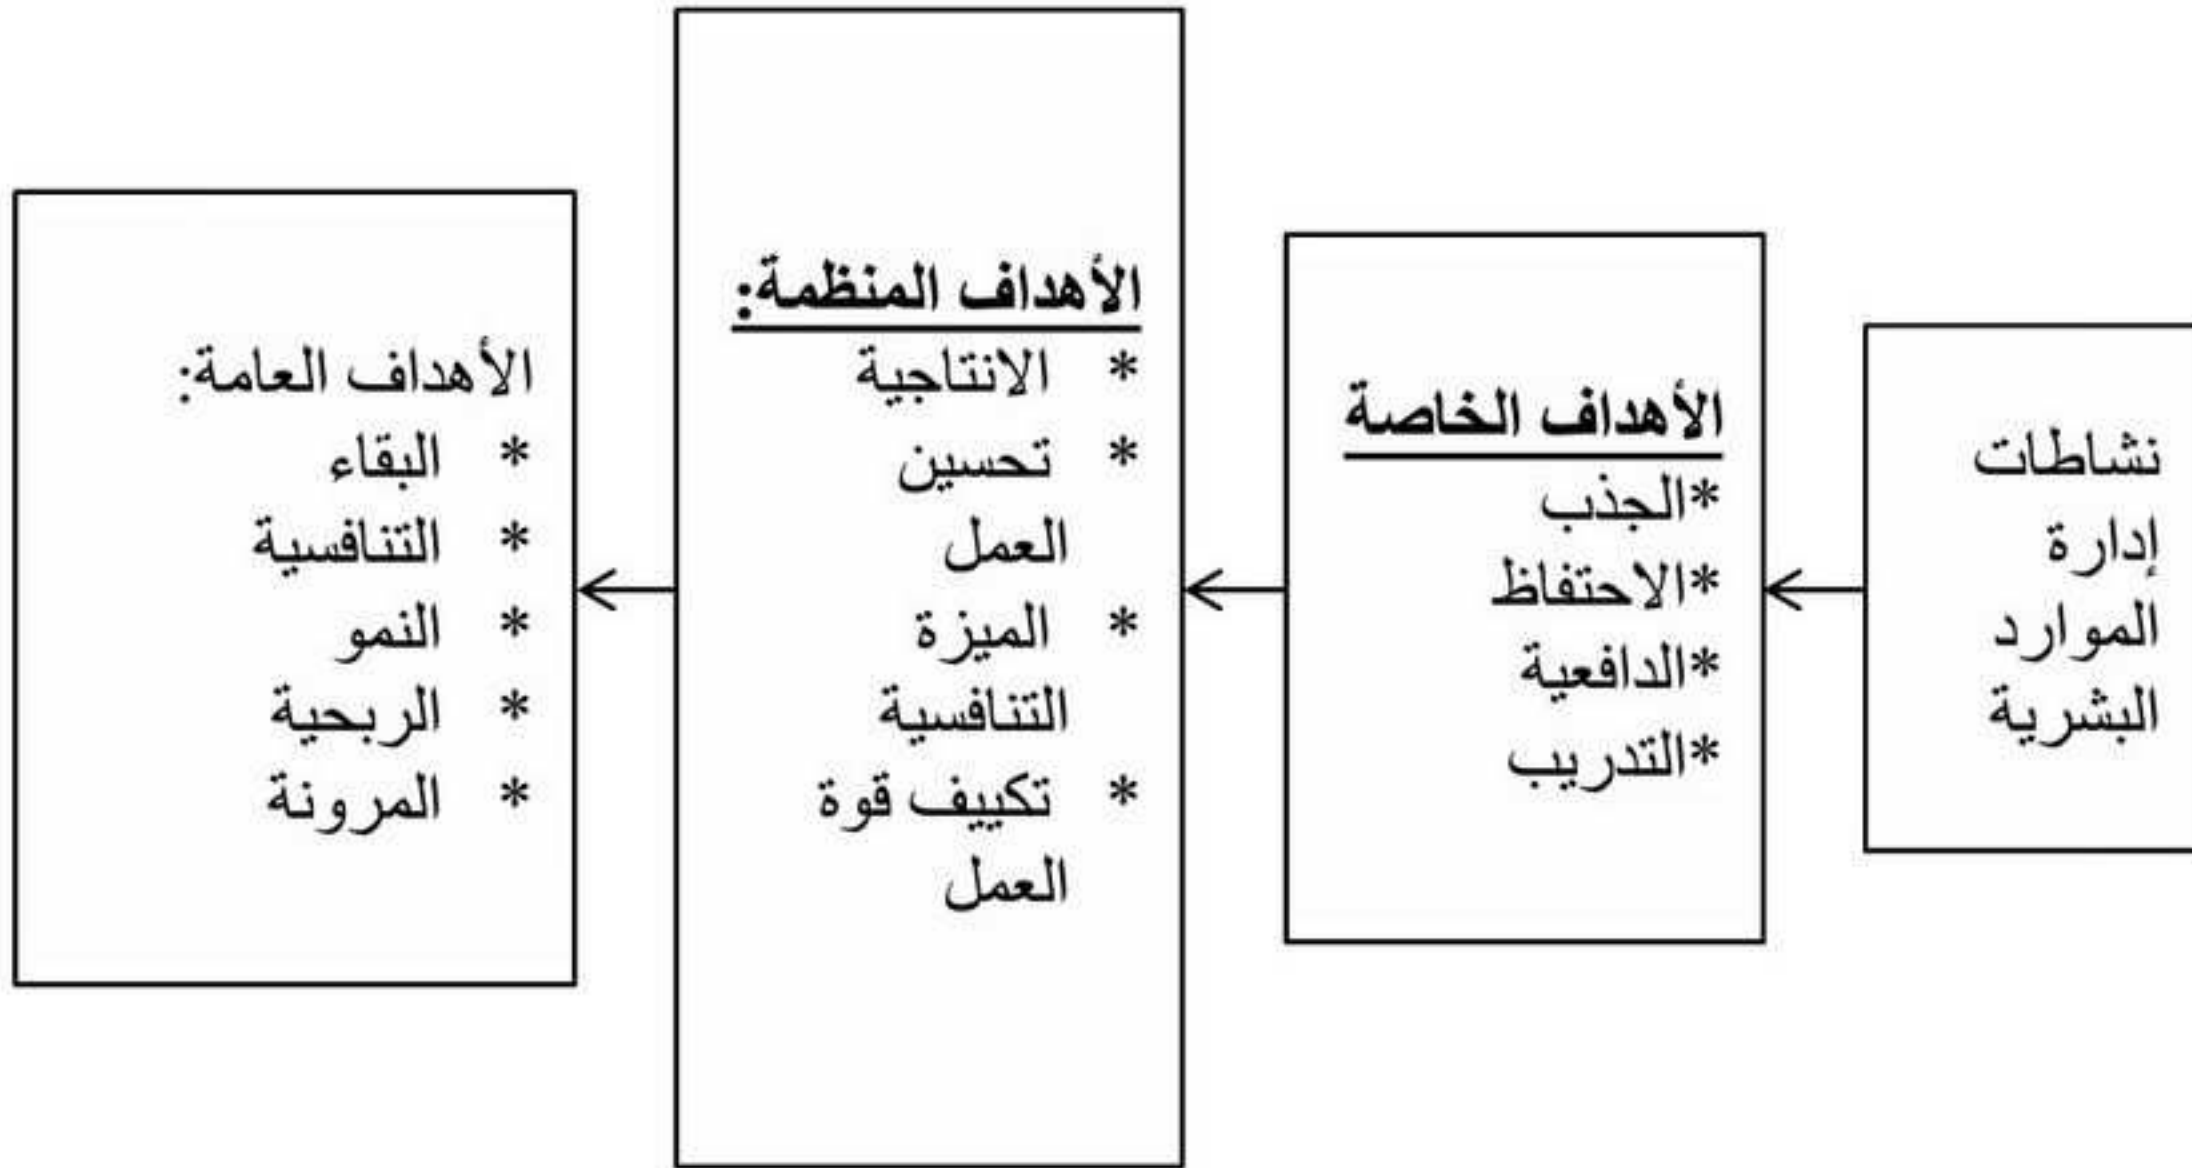 نشاطات
إدارة
الموارد
البشرية
الأهداف الخاصة
*الجذب
*الاحتفاظ
*الدافعية
*التدريب
الأهداف المنظمة:
* الانتاجية
* تحسين
العمل
* الميزة
التنافسية
* تكييف قوة
العمل
الأهداف العامة:
* البقاء
* التنافسية
* النمو
* الربحية
* المرونة